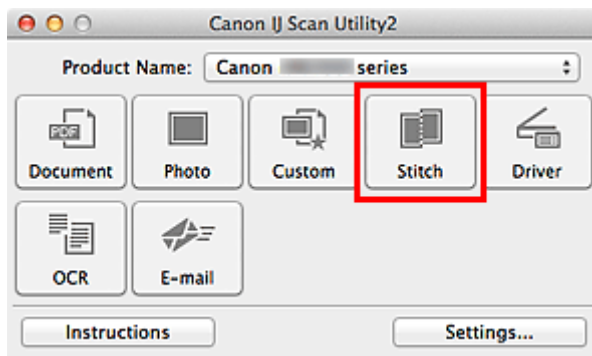 Canon IJ Scan Utility2
Product Name: Canon series
Document Photo Custom Stitch Driver
PDF
OCR E-mail
Instructions Settings...